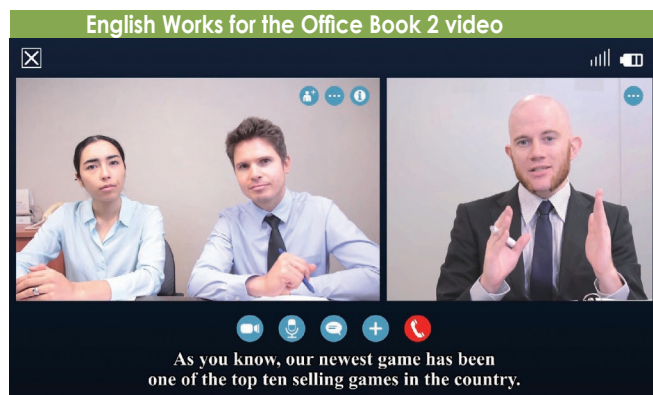 English Works for the Office Book 2 video
As you know, our newest game has been
one of the top ten selling games in the country.